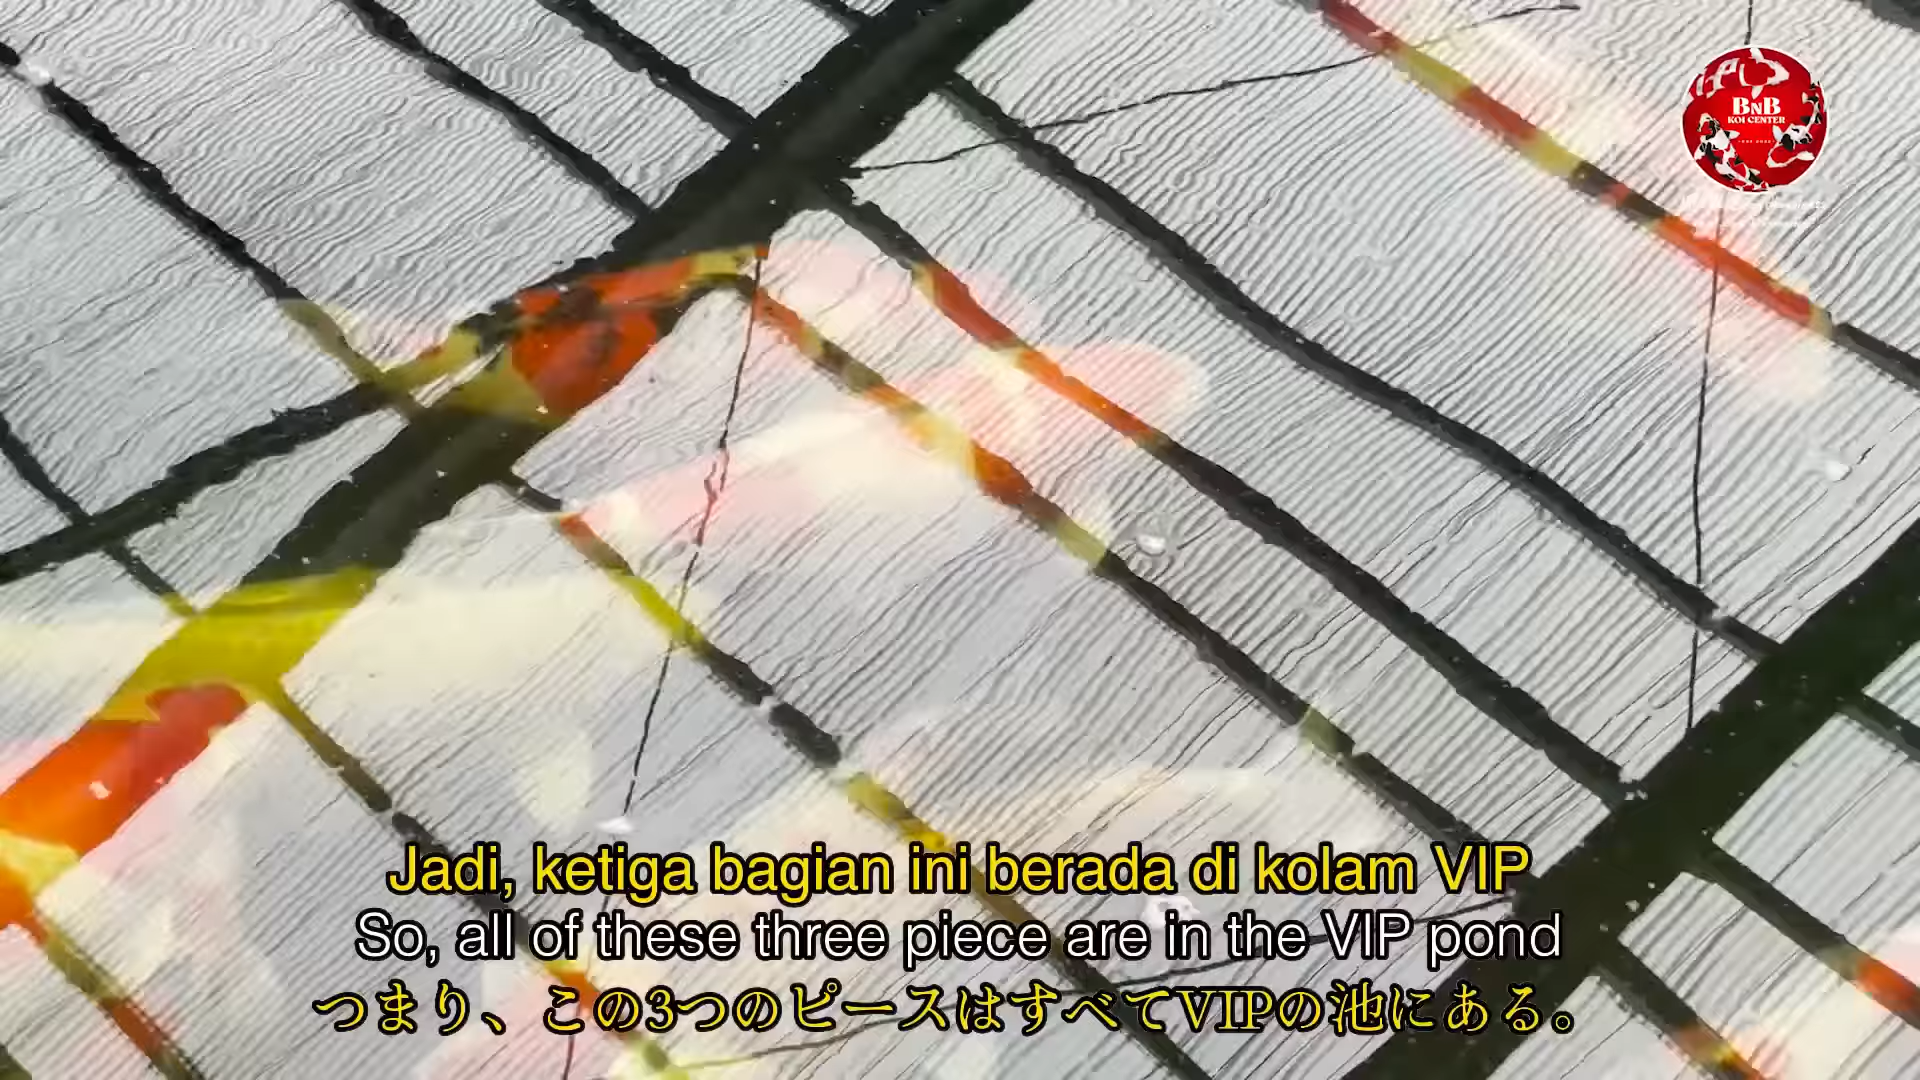 BNB
KOI CENTER
Jadi, ketiga bagian ini berada di kolam VIP
So, all of these three piece are in the VIP pond
つまり、この3つのピースはすべてVIPの池にある。